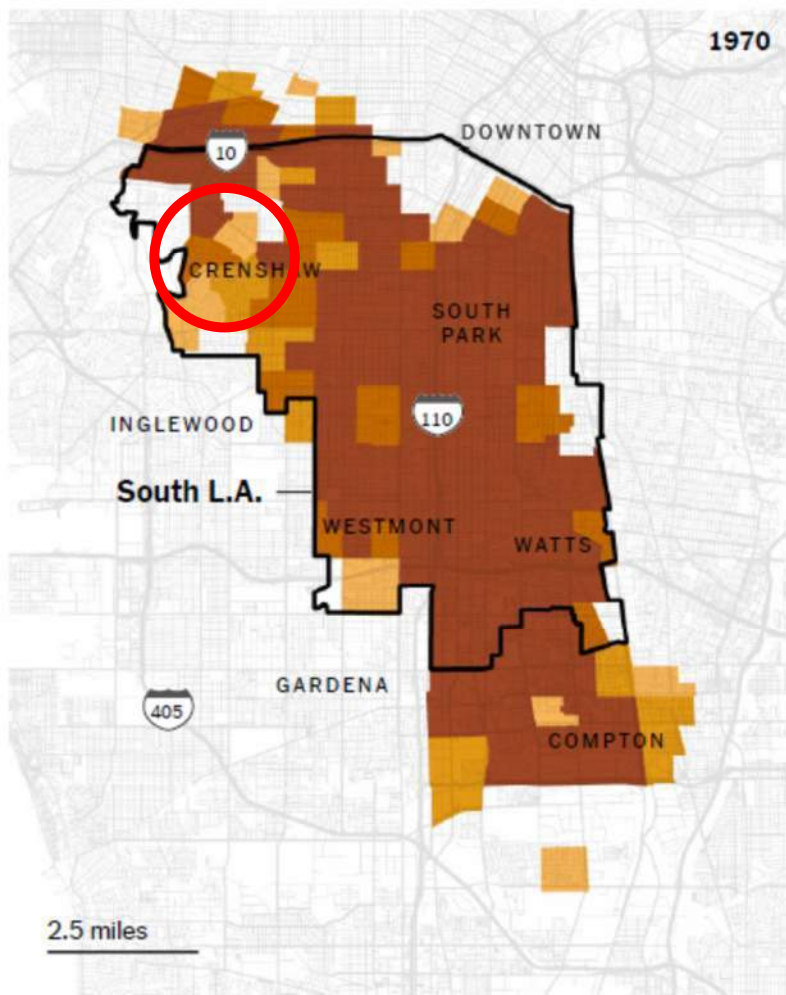 1970
DOWNTOWN
10
CRENSHAW
SOUTH
PARK
110
INGLEWOOD
South L.A.
WESTMONT
WATTS
GARDENA
405
COMPTON
2.5 miles